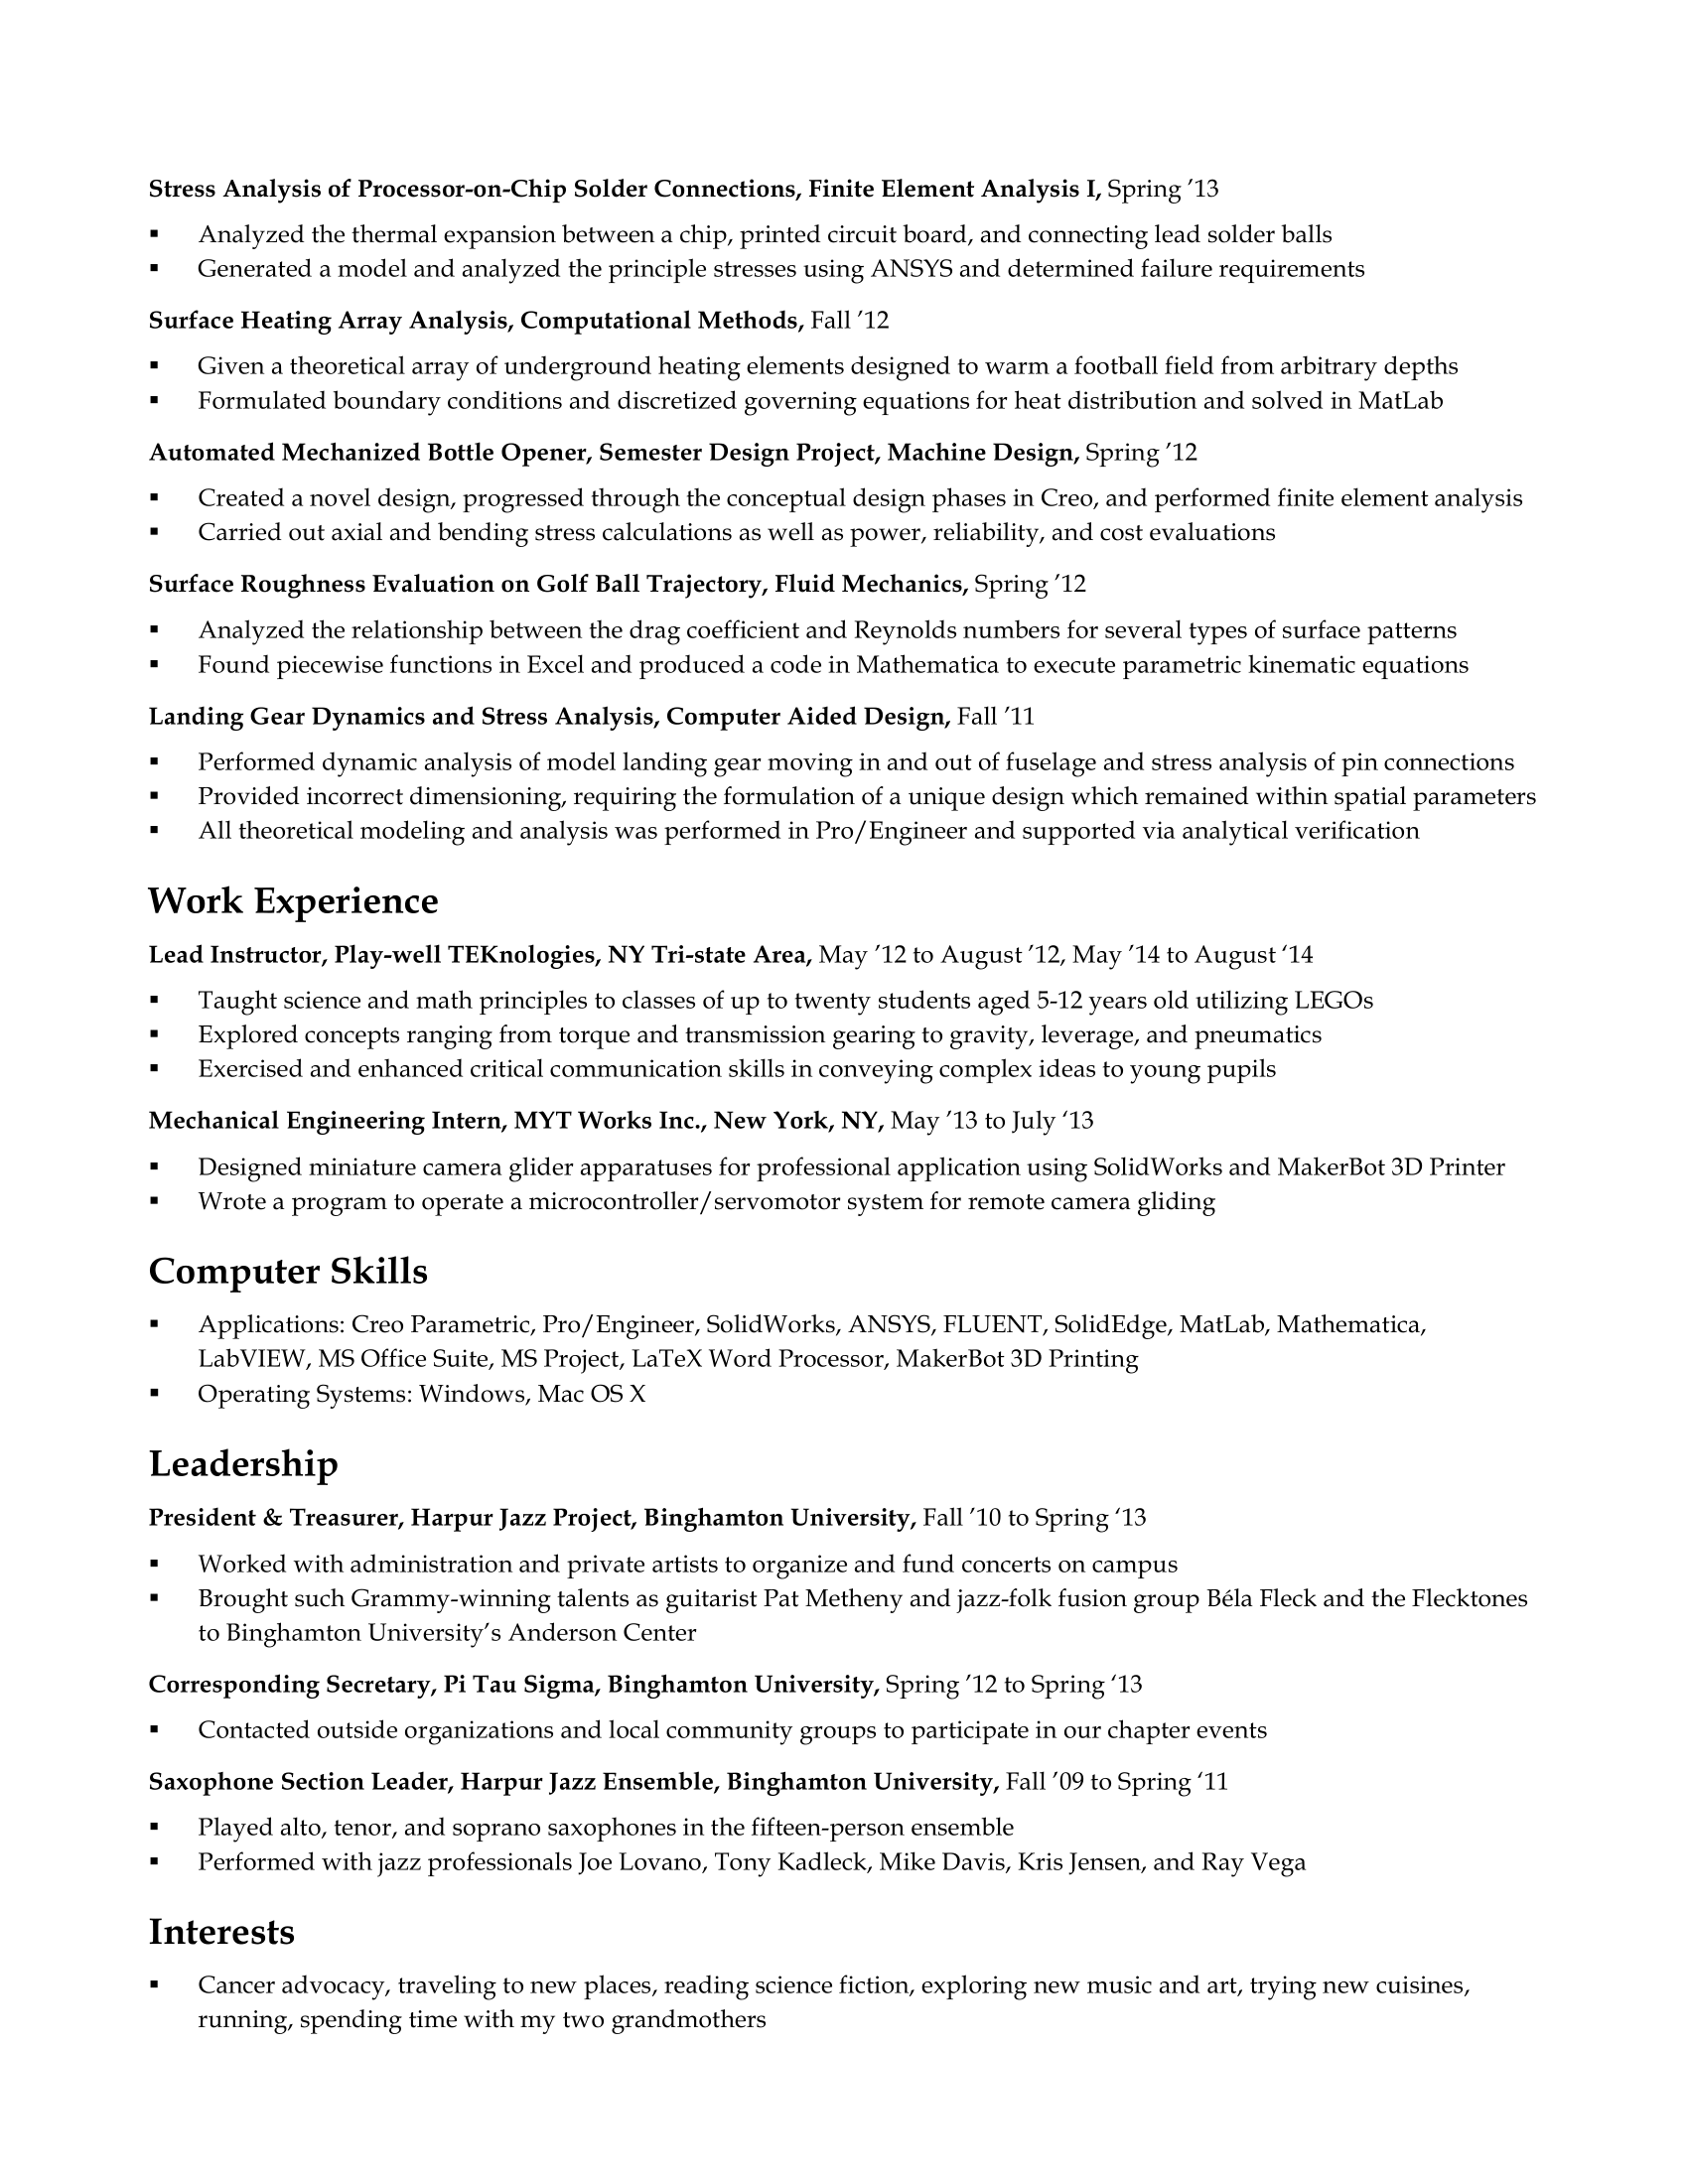 Stress Analysis of Processor-on-Chip Solder Connections, Finite Element Analysis I, Spring ’13
▪ Analyzed the thermal expansion between a chip, printed circuit board, and connecting lead solder balls
▪ Generated a model and analyzed the principle stresses using ANSYS and determined failure requirements
Surface Heating Array Analysis, Computational Methods, Fall ’12
▪ Given a theoretical array of underground heating elements designed to warm a football field from arbitrary depths
▪ Formulated boundary conditions and discretized governing equations for heat distribution and solved in MatLab
Automated Mechanized Bottle Opener, Semester Design Project, Machine Design, Spring ’12
▪ Created a novel design, progressed through the conceptual design phases in Creo, and performed finite element analysis
▪ Carried out axial and bending stress calculations as well as power, reliability, and cost evaluations
Surface Roughness Evaluation on Golf Ball Trajectory, Fluid Mechanics, Spring ’12
▪ Analyzed the relationship between the drag coefficient and Reynolds numbers for several types of surface patterns
▪ Found piecewise functions in Excel and produced a code in Mathematica to execute parametric kinematic equations
Landing Gear Dynamics and Stress Analysis, Computer Aided Design, Fall ’11
▪ Performed dynamic analysis of model landing gear moving in and out of fuselage and stress analysis of pin connections
▪ Provided incorrect dimensioning, requiring the formulation of a unique design which remained within spatial parameters
▪ All theoretical modeling and analysis was performed in Pro/Engineer and supported via analytical verification
Work Experience
Lead Instructor, Play-well TEKnologies, NY Tri-state Area, May ’12 to August ’12, May ’14 to August ‘14
▪ Taught science and math principles to classes of up to twenty students aged 5-12 years old utilizing LEGOs
▪ Explored concepts ranging from torque and transmission gearing to gravity, leverage, and pneumatics
▪ Exercised and enhanced critical communication skills in conveying complex ideas to young pupils
Mechanical Engineering Intern, MYT Works Inc., New York, NY, May ’13 to July ‘13
▪ Designed miniature camera glider apparatuses for professional application using SolidWorks and MakerBot 3D Printer
▪ Wrote a program to operate a microcontroller/servomotor system for remote camera gliding
Computer Skills
▪ Applications: Creo Parametric, Pro/Engineer, SolidWorks, ANSYS, FLUENT, SolidEdge, MatLab, Mathematica,
LabVIEW, MS Office Suite, MS Project, LaTeX Word Processor, MakerBot 3D Printing
▪ Operating Systems: Windows, Mac OS X
Leadership
President & Treasurer, Harpur Jazz Project, Binghamton University, Fall ’10 to Spring ‘13
▪ Worked with administration and private artists to organize and fund concerts on campus
▪ Brought such Grammy-winning talents as guitarist Pat Metheny and jazz-folk fusion group Béla Fleck and the Flecktones
to Binghamton University’s Anderson Center
Corresponding Secretary, Pi Tau Sigma, Binghamton University, Spring ’12 to Spring ‘13
▪ Contacted outside organizations and local community groups to participate in our chapter events
Saxophone Section Leader, Harpur Jazz Ensemble, Binghamton University, Fall ’09 to Spring ‘11
▪ Played alto, tenor, and soprano saxophones in the fifteen-person ensemble
▪ Performed with jazz professionals Joe Lovano, Tony Kadleck, Mike Davis, Kris Jensen, and Ray Vega
Interests
▪ Cancer advocacy, traveling to new places, reading science fiction, exploring new music and art, trying new cuisines,
running, spending time with my two grandmothers